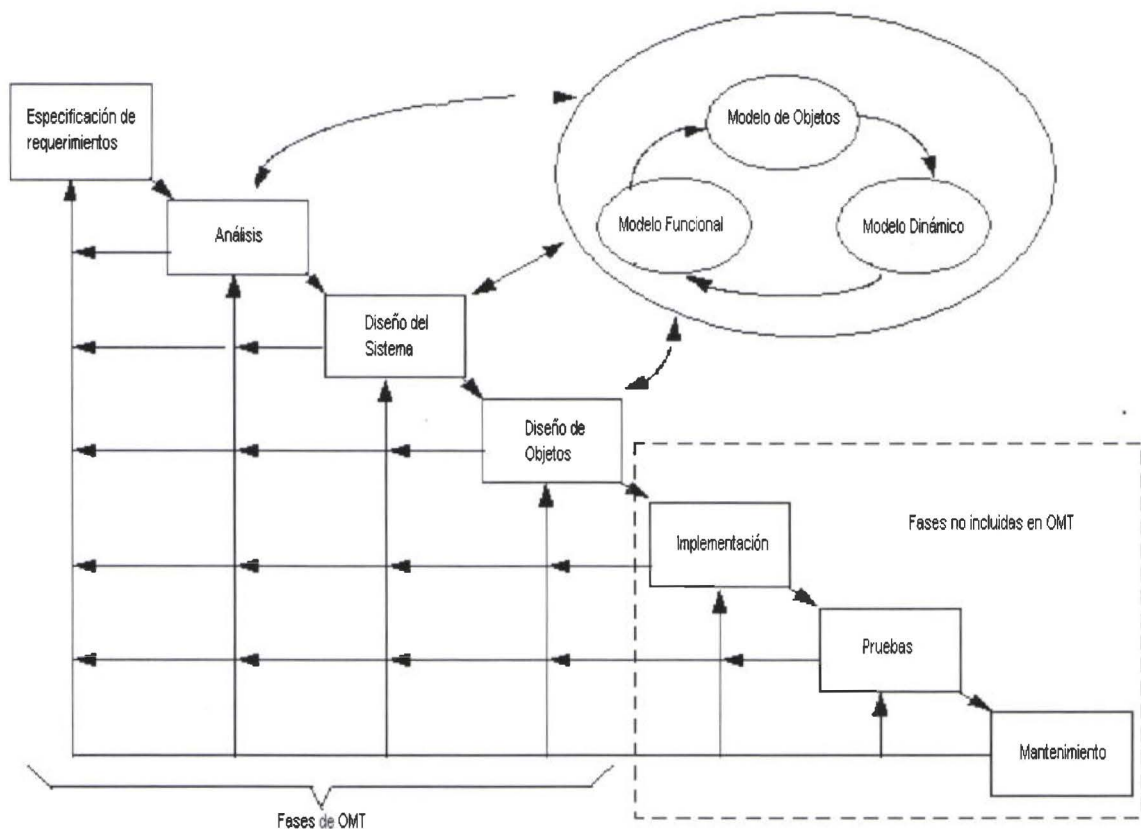 Especificación de
requerimientos
Modelo de Objetos
Modelo Funcional
Modelo Dinámico
Análisis
Diseño del
Sistema
Diseño de
Objetos
Fases no incluidas en OMT
Implementación
Pruebas
Mantenimiento
Fases de OMT